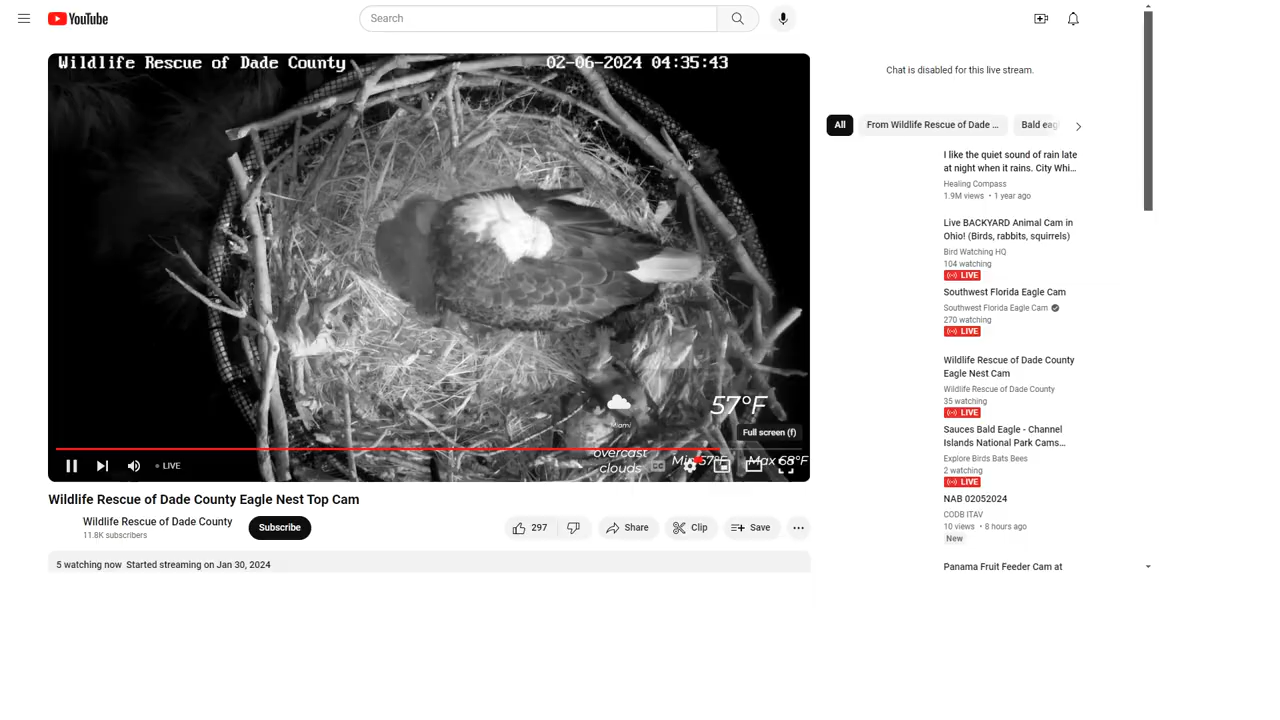 YouTube
Search
Wildlife Rescue of Dade County
02-06-2024 04:35:43
57°F
Miami
Full screen (f)
overcast
clouds
Min 57°F
Max 68°F
LIVE
Wildlife Rescue of Dade County Eagle Nest Top Cam
Wildlife Rescue of Dade County
11.8K subscribers
Subscribe
297
Share
Clip
Save
5 watching now Started streaming on Jan 30, 2024
Chat is disabled for this live stream.
All
From Wildlife Rescue of Dade ...
Bald eag
I like the quiet sound of rain late
at night when it rains. City Whi...
Healing Compass
1.9M views • 1 year ago
Live BACKYARD Animal Cam in
Ohio! (Birds, rabbits, squirrels)
Bird Watching HQ
104 watching
LIVE
Southwest Florida Eagle Cam
Southwest Florida Eagle Cam
270 watching
LIVE
Wildlife Rescue of Dade County
Eagle Nest Cam
Wildlife Rescue of Dade County
35 watching
LIVE
Sauces Bald Eagle - Channel
Islands National Park Cams...
Explore Birds Bats Bees
2 watching
LIVE
NAB 02052024
CODB ITAV
10 views • 8 hours ago
New
Panama Fruit Feeder Cam at